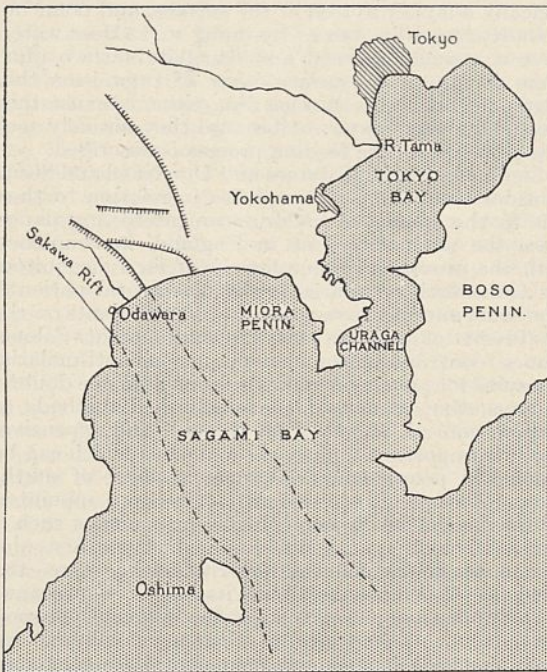 Tokyo
R.Tama
TOKYO
BAY
Yokohama
Sakawa Rift
Odawara
MIORA
PENIN.
URAGA
CHANNEL
BOSO
PENIN.
SAGAMI BAY
Oshima